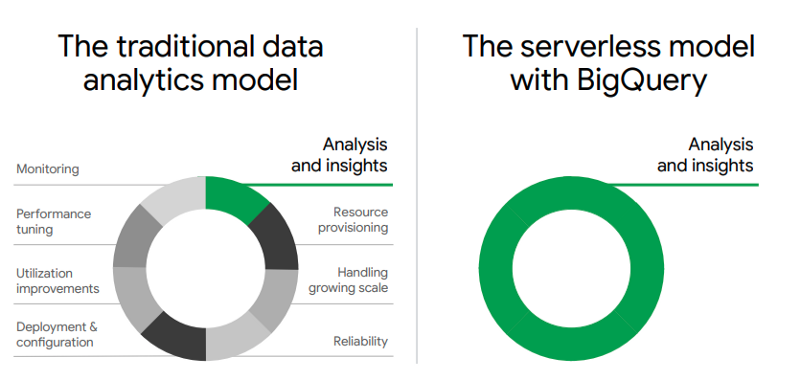 The traditional data
analytics model
Analysis
and insights
Monitoring
Performance
tuning
Resource
provisioning
Utilization
improvements
Handling
growing scale
Deployment &
configuration
Reliability
The serverless model
with BigQuery
Analysis
and insights